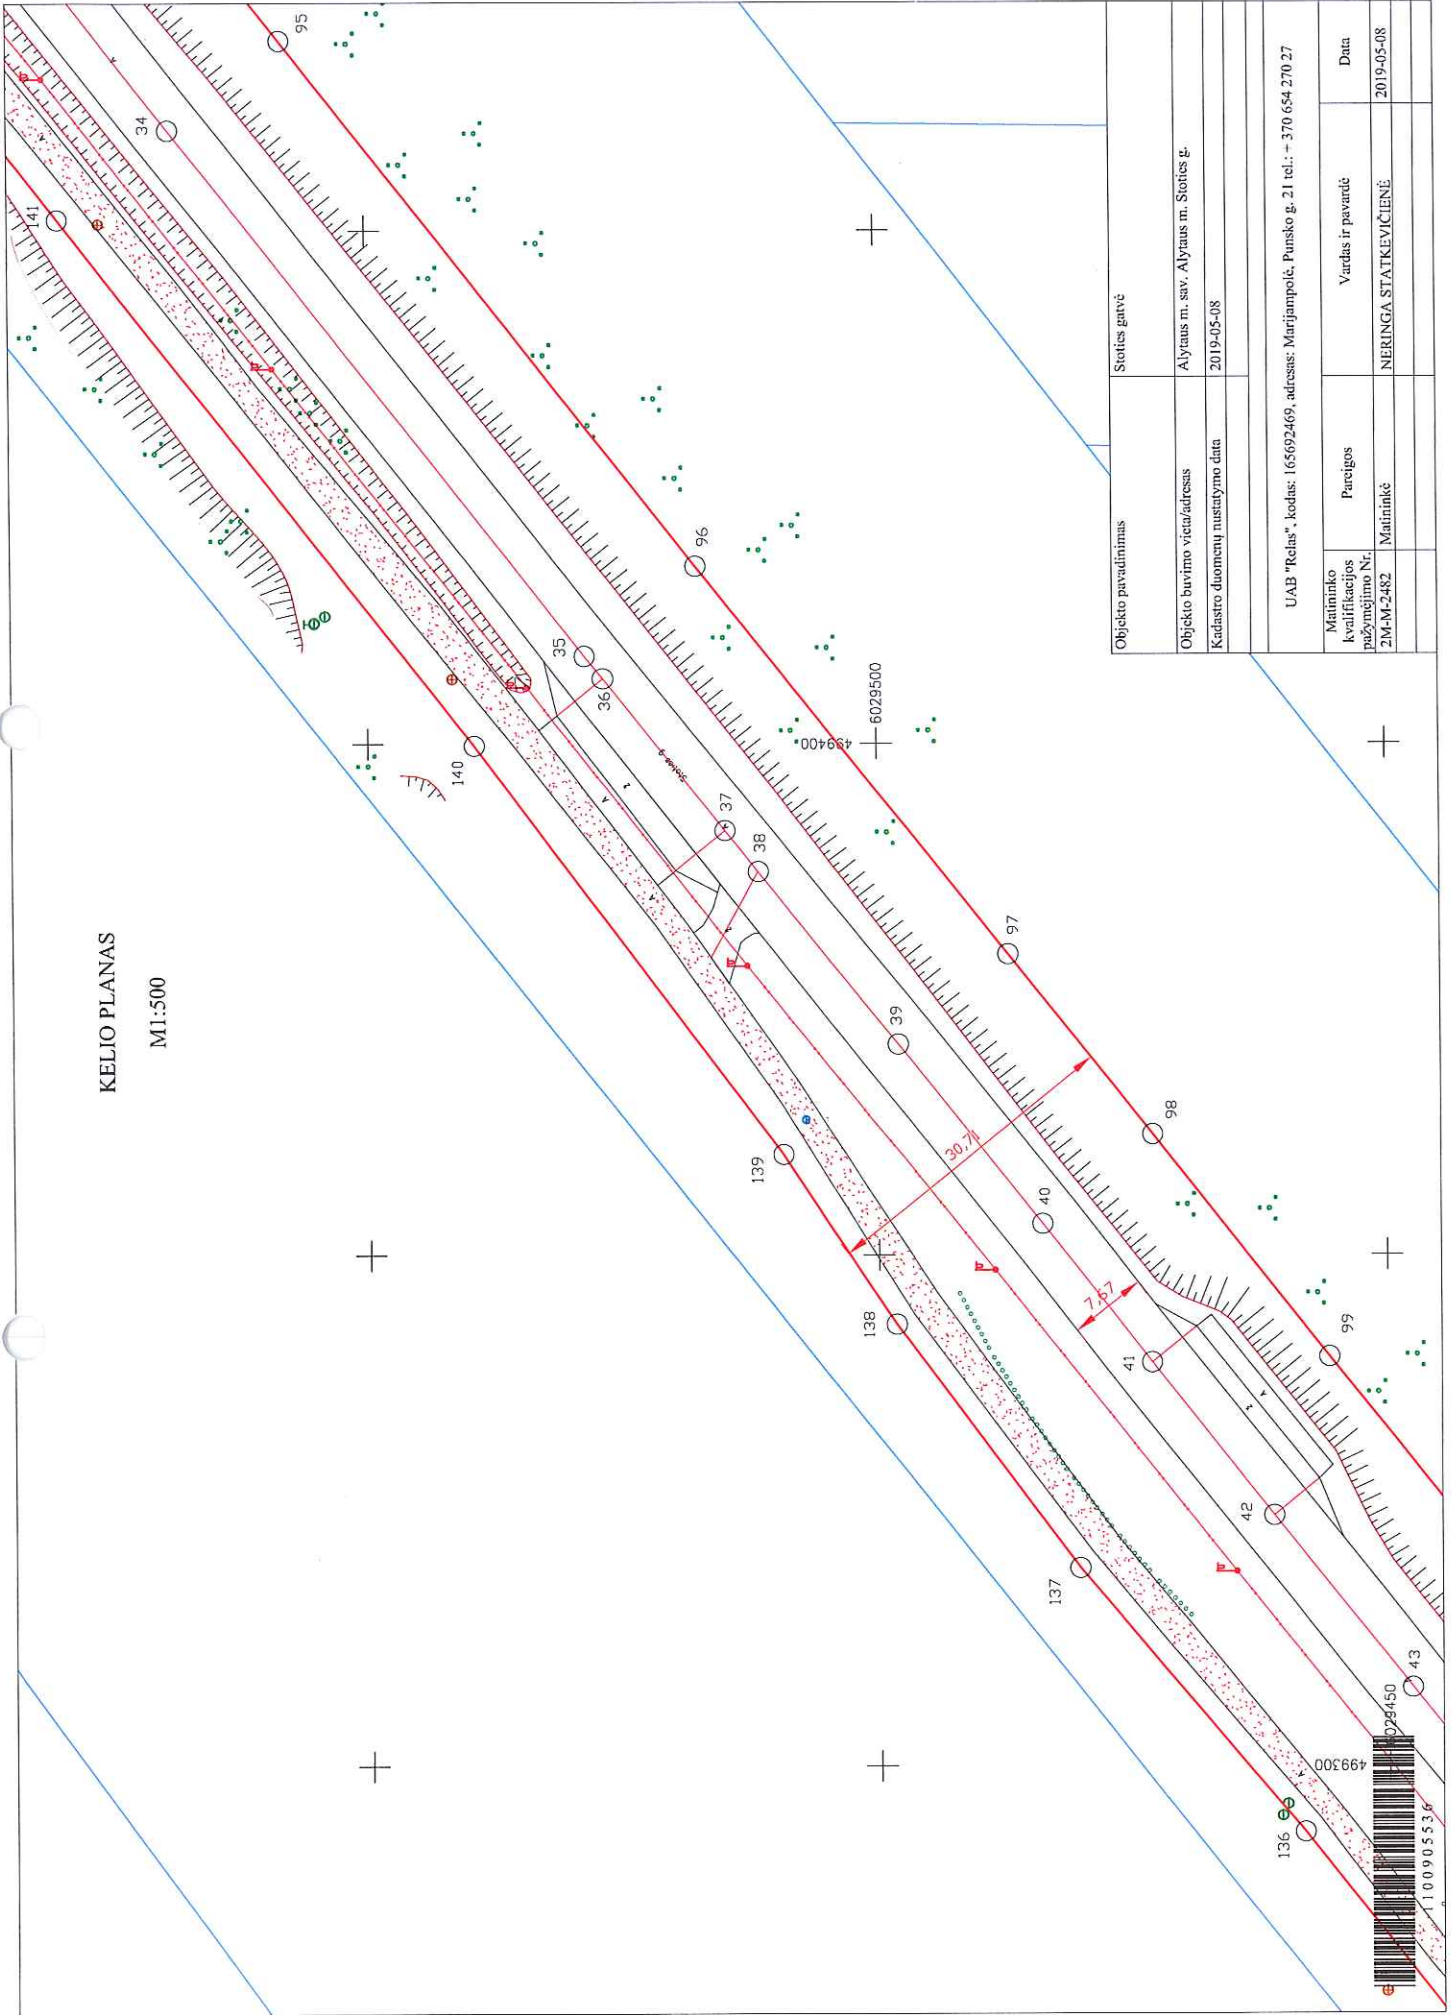 KELIO PLANAS
M1:500
141
34
95
140
35
36
96
Stoties g.
37
38
499400
6029500
139
39
97
30,71
138
40
98
7,67
41
99
137
42
136
43
499300
6029450
1100905536
Objekto pavadinimas
Stoties gatvė
Objekto buvimo vieta/adresas
Alytaus m. sav. Alytaus m. Stoties g.
Kadastro duomenų nustatymo data
2019-05-08
UAB "Relas", kodas: 165692469, adresas: Marijampolė, Punsko g. 21 tel.: + 370 654 270 27
Matininko kvalifikacijos pažymėjimo Nr.
Pareigos
Vardas ir pavardė
Data
2M-M-2482
Matininkė
NERINGA STATKEVIČIENĖ
2019-05-08